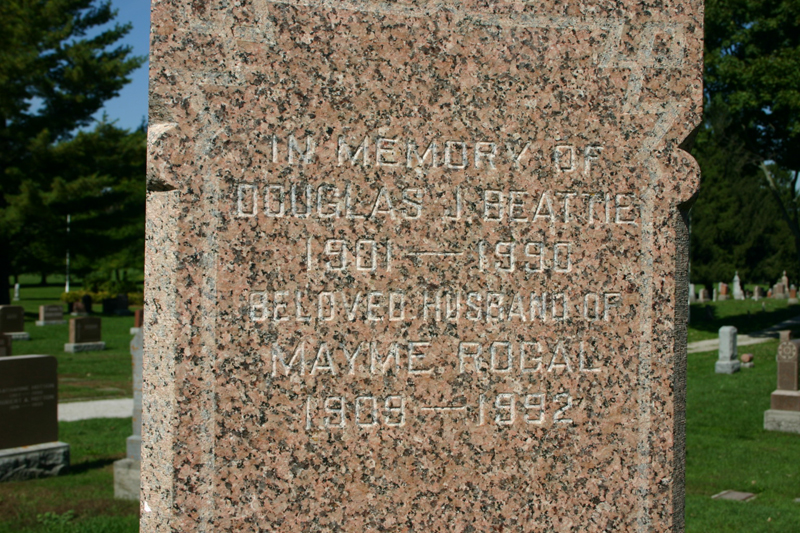 IN MEMORY OF
DOUGLAS J. BEATTIE
1901 — 1990
BELOVED HUSBAND OF
MAYME ROGAL
1909 — 1992